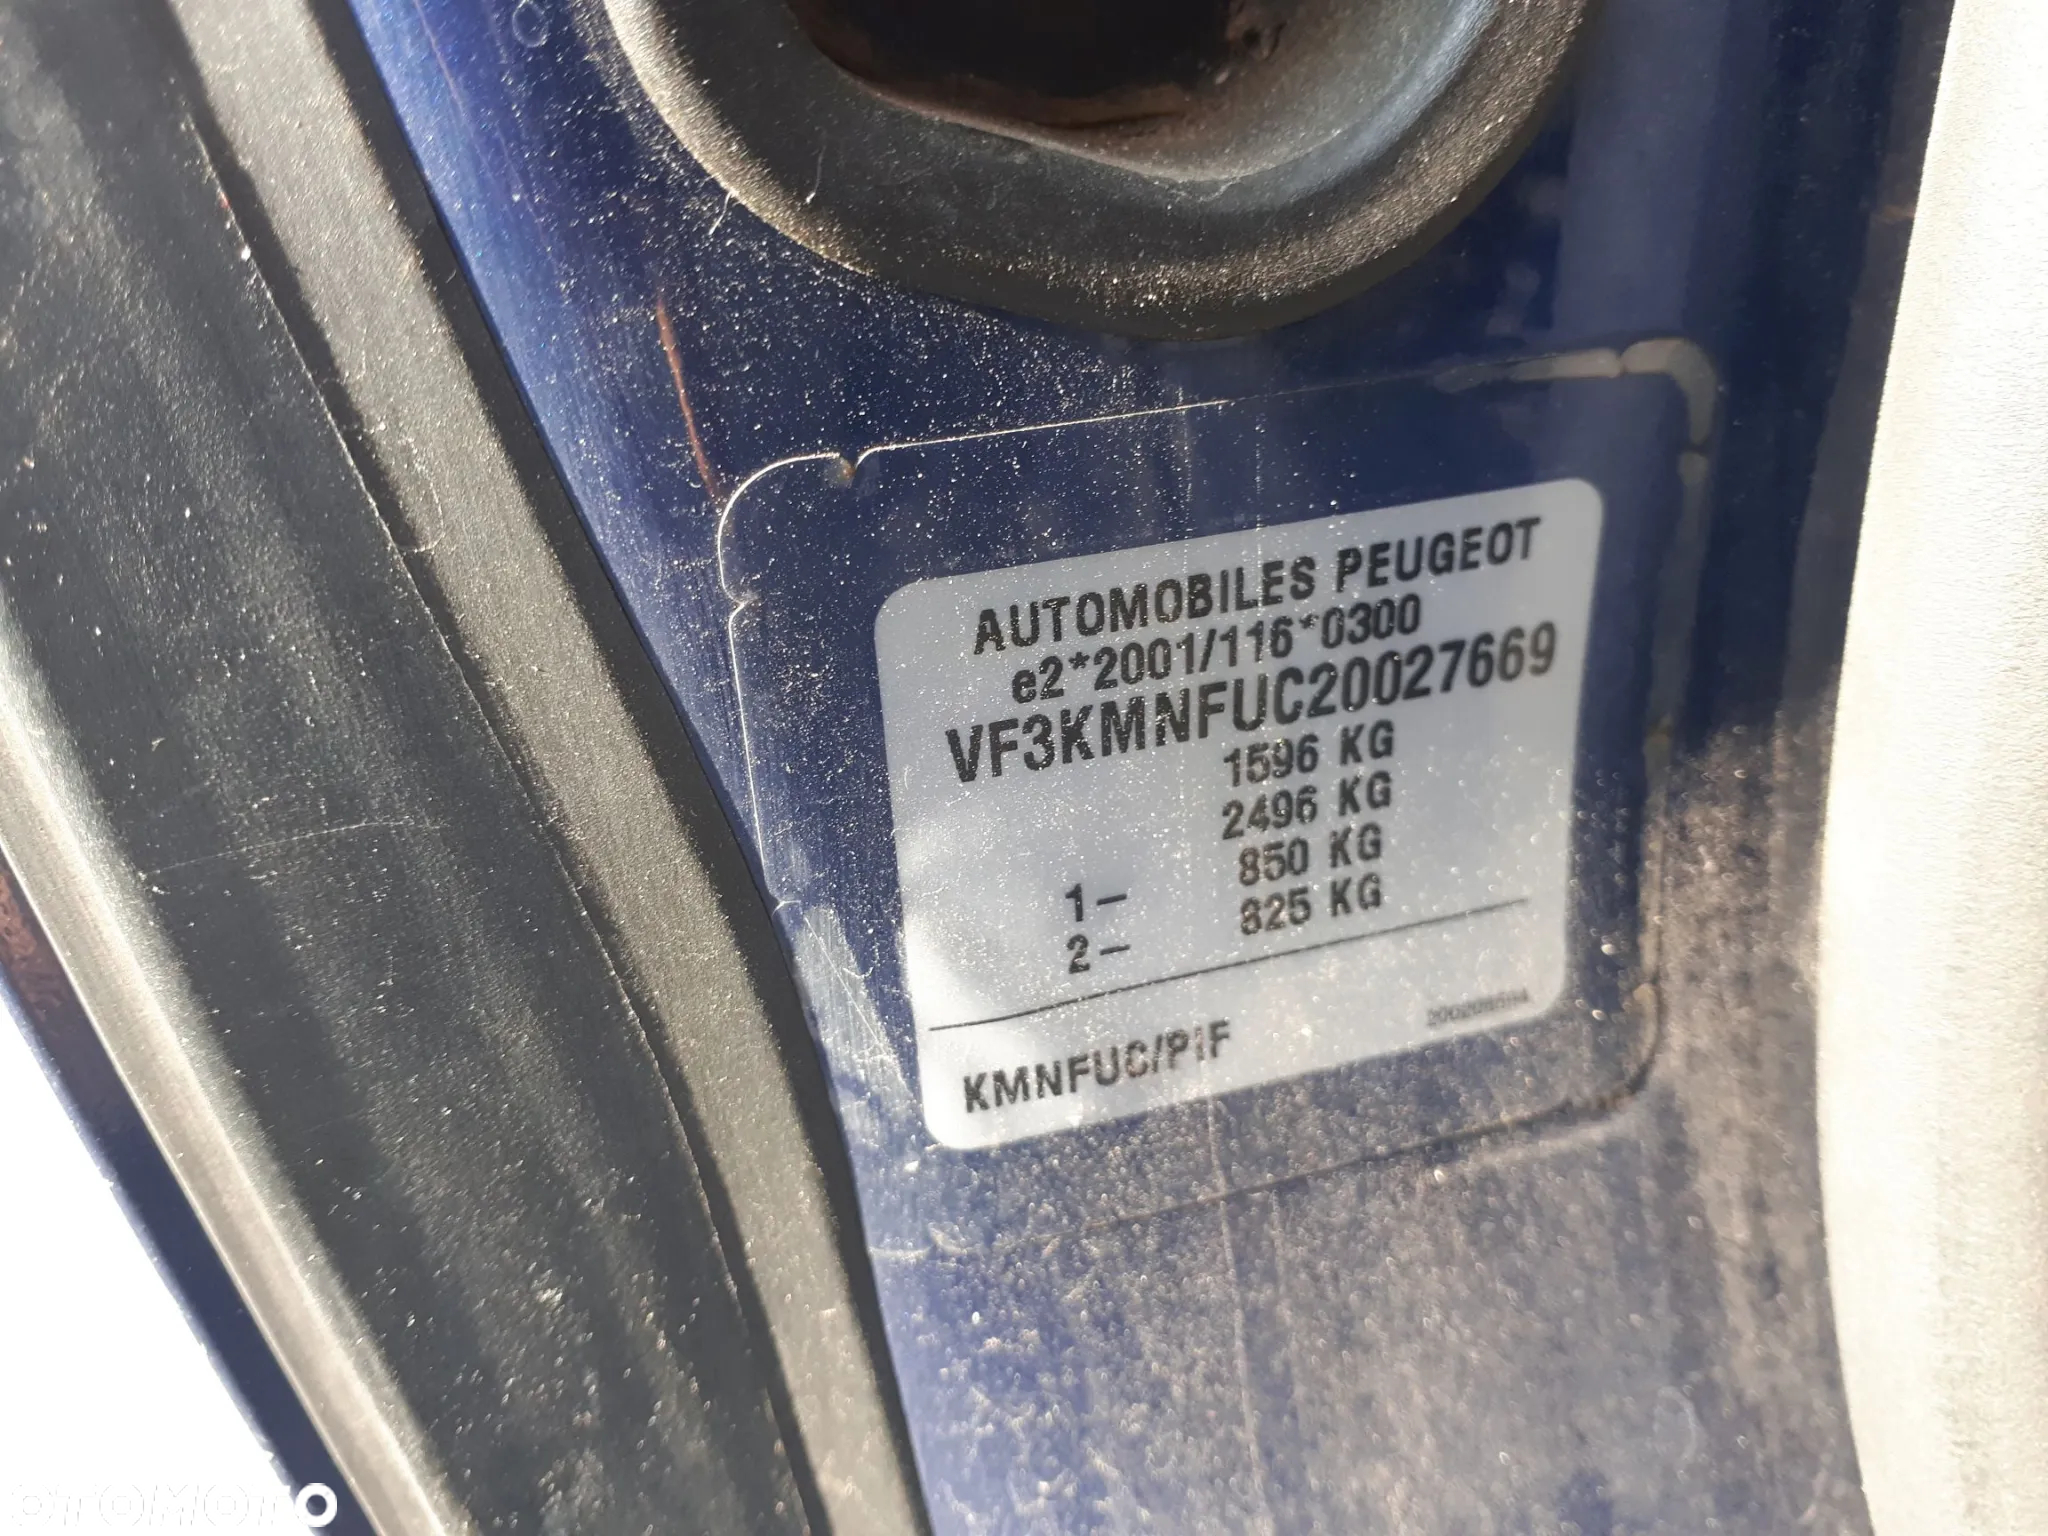 AUTOMOBILES PEUGEOT
e2*2001/116*0300
VF3KMNFUC20027669
1596 KG
2496 KG
1– 850 KG
2– 825 KG
KMNFUC/PIF
OTOMOTO